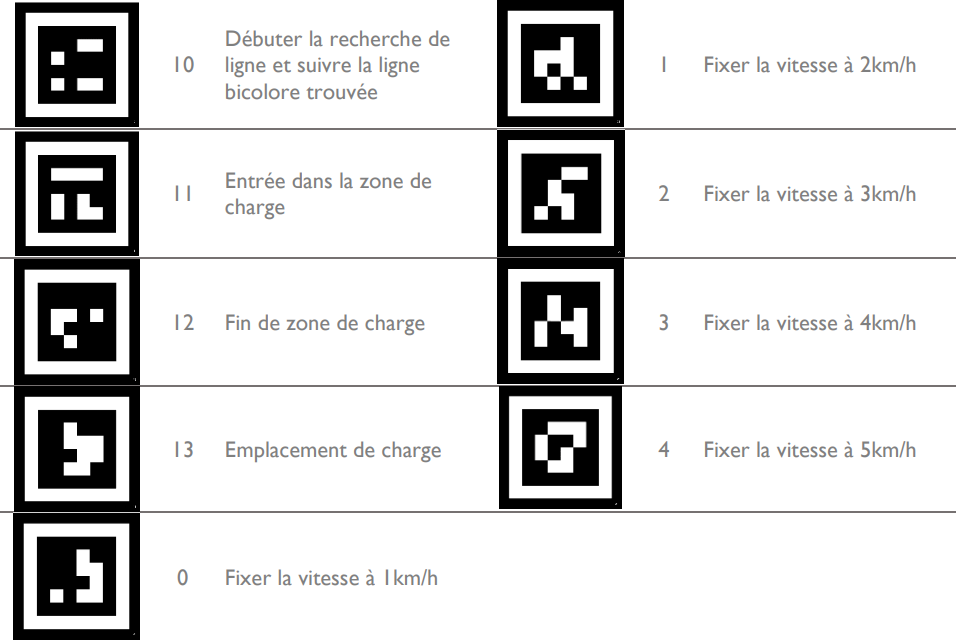 10 Débuter la recherche de
ligne et suivre la ligne
bicolore trouvée
1 Fixer la vitesse à 2km/h
11 Entrée dans la zone de
charge
2 Fixer la vitesse à 3km/h
12 Fin de zone de charge
3 Fixer la vitesse à 4km/h
13 Emplacement de charge
4 Fixer la vitesse à 5km/h
0 Fixer la vitesse à 1km/h